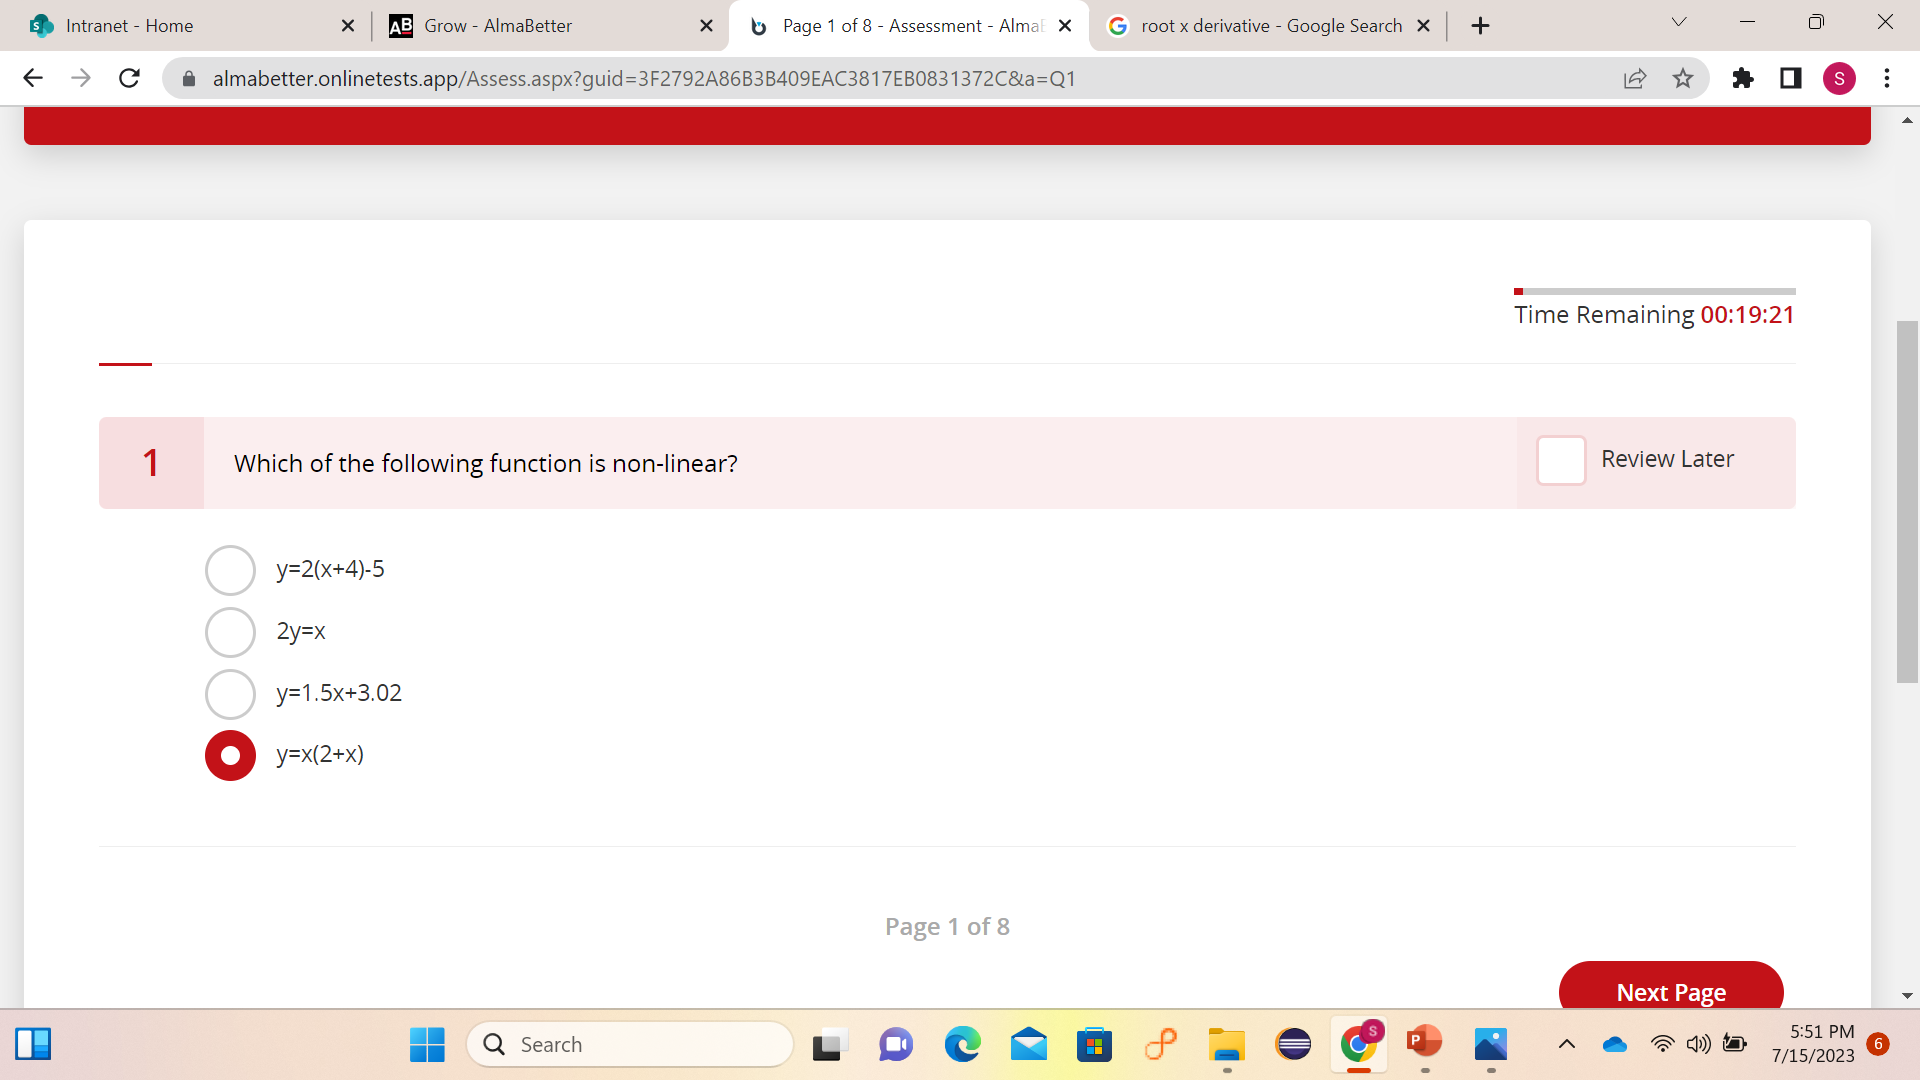 Intranet - Home
Grow - AlmaBetter
Page 1 of 8 - Assessment - Alma
root x derivative - Google Search
almabetter.onlinetests.app/Assess.aspx?guid=3F2792A86B3B409EAC3817EB0831372C&a=Q1
S
Time Remaining 00:19:21
1
Which of the following function is non-linear?
Review Later
y=2(x+4)-5
2y=x
y=1.5x+3.02
y=x(2+x)
Page 1 of 8
Next Page
Search
5:51 PM
7/15/2023
6